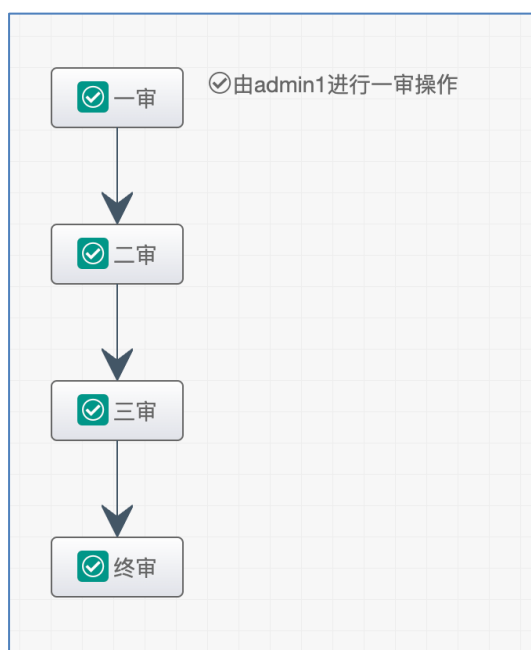 一审
由admin1进行一审操作
二审
三审
终审